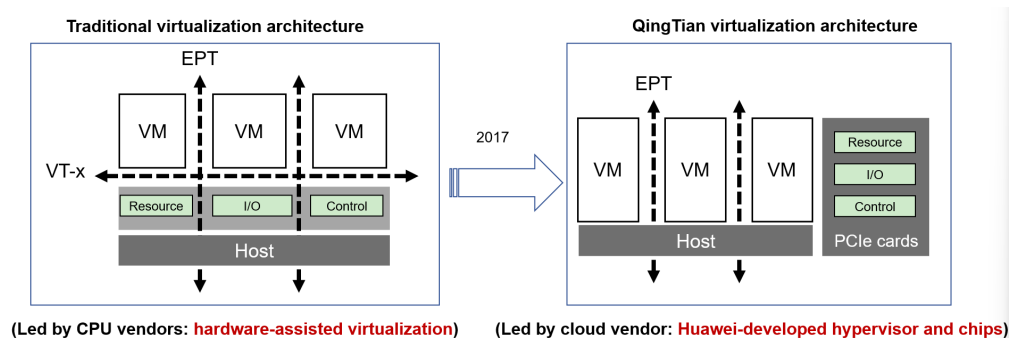 Traditional virtualization architecture
EPT
VM
VM
VM
VT-x
Resource
I/O
Control
Host
(Led by CPU vendors: hardware-assisted virtualization)
2017
QingTian virtualization architecture
EPT
VM
VM
VM
Host
Resource
I/O
Control
PCIe cards
(Led by cloud vendor: Huawei-developed hypervisor and chips)